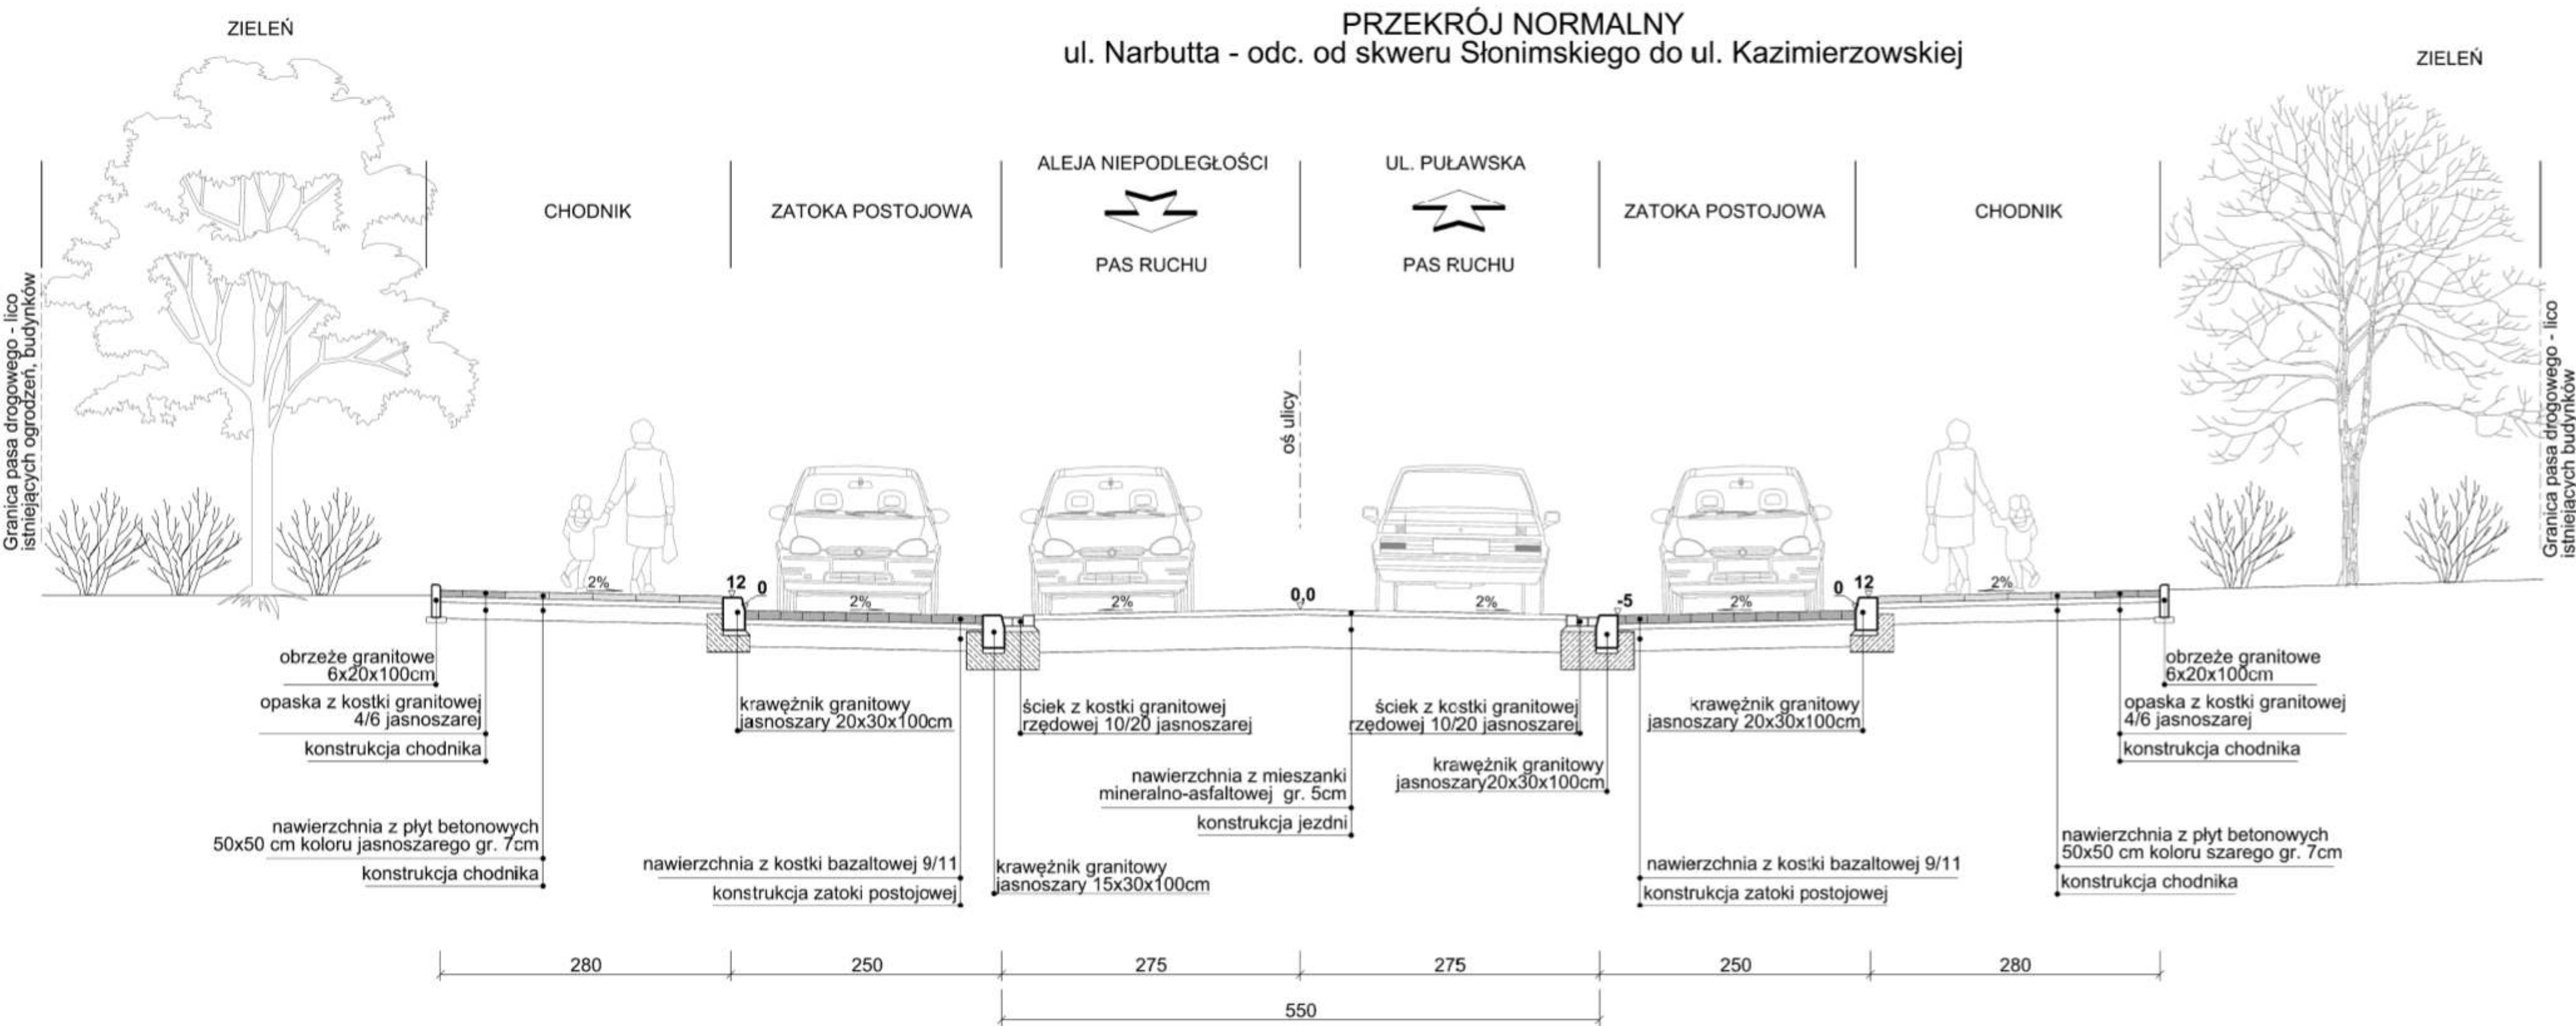 PRZEKRÓJ NORMALNY
ul. Narbutta - odc. od skweru Słonimskiego do ul. Kazimierzowskiej
ZIELEŃ
ZIELEŃ
CHODNIK
ZATOKA POSTOJOWA
ALEJA NIEPODLEGŁOŚCI
PAS RUCHU
UL. PUŁAWSKA
PAS RUCHU
ZATOKA POSTOJOWA
CHODNIK
Granica pasa drogowego - lico
istniejących ogrodzeń, budynków
oś ulicy
Granica pasa drogowego - lico
istniejących budynków
2%
12
0
2%
2%
0,0
2%
-5
2%
0
12
2%
obrzeże granitowe
6x20x100cm
opaska z kostki granitowej
4/6 jasnoszarej
konstrukcja chodnika
nawierzchnia z płyt betonowych
50x50 cm koloru jasnoszarego gr. 7cm
konstrukcja chodnika
krawężnik granitowy
jasnoszary 20x30x100cm
nawierzchnia z kostki bazaltowej 9/11
konstrukcja zatoki postojowej
ściek z kostki granitowej
rzędowej 10/20 jasnoszarej
krawężnik granitowy
jasnoszary 15x30x100cm
nawierzchnia z mieszanki
mineralno-asfaltowej gr. 5cm
konstrukcja jezdni
ściek z kostki granitowej
rzędowej 10/20 jasnoszarej
krawężnik granitowy
jasnoszary20x30x100cm
krawężnik granitowy
jasnoszary 20x30x100cm
nawierzchnia z kostki bazaltowej 9/11
konstrukcja zatoki postojowej
obrzeże granitowe
6x20x100cm
opaska z kostki granitowej
4/6 jasnoszarej
konstrukcja chodnika
nawierzchnia z płyt betonowych
50x50 cm koloru szarego gr. 7cm
konstrukcja chodnika
280
250
275
275
250
280
550